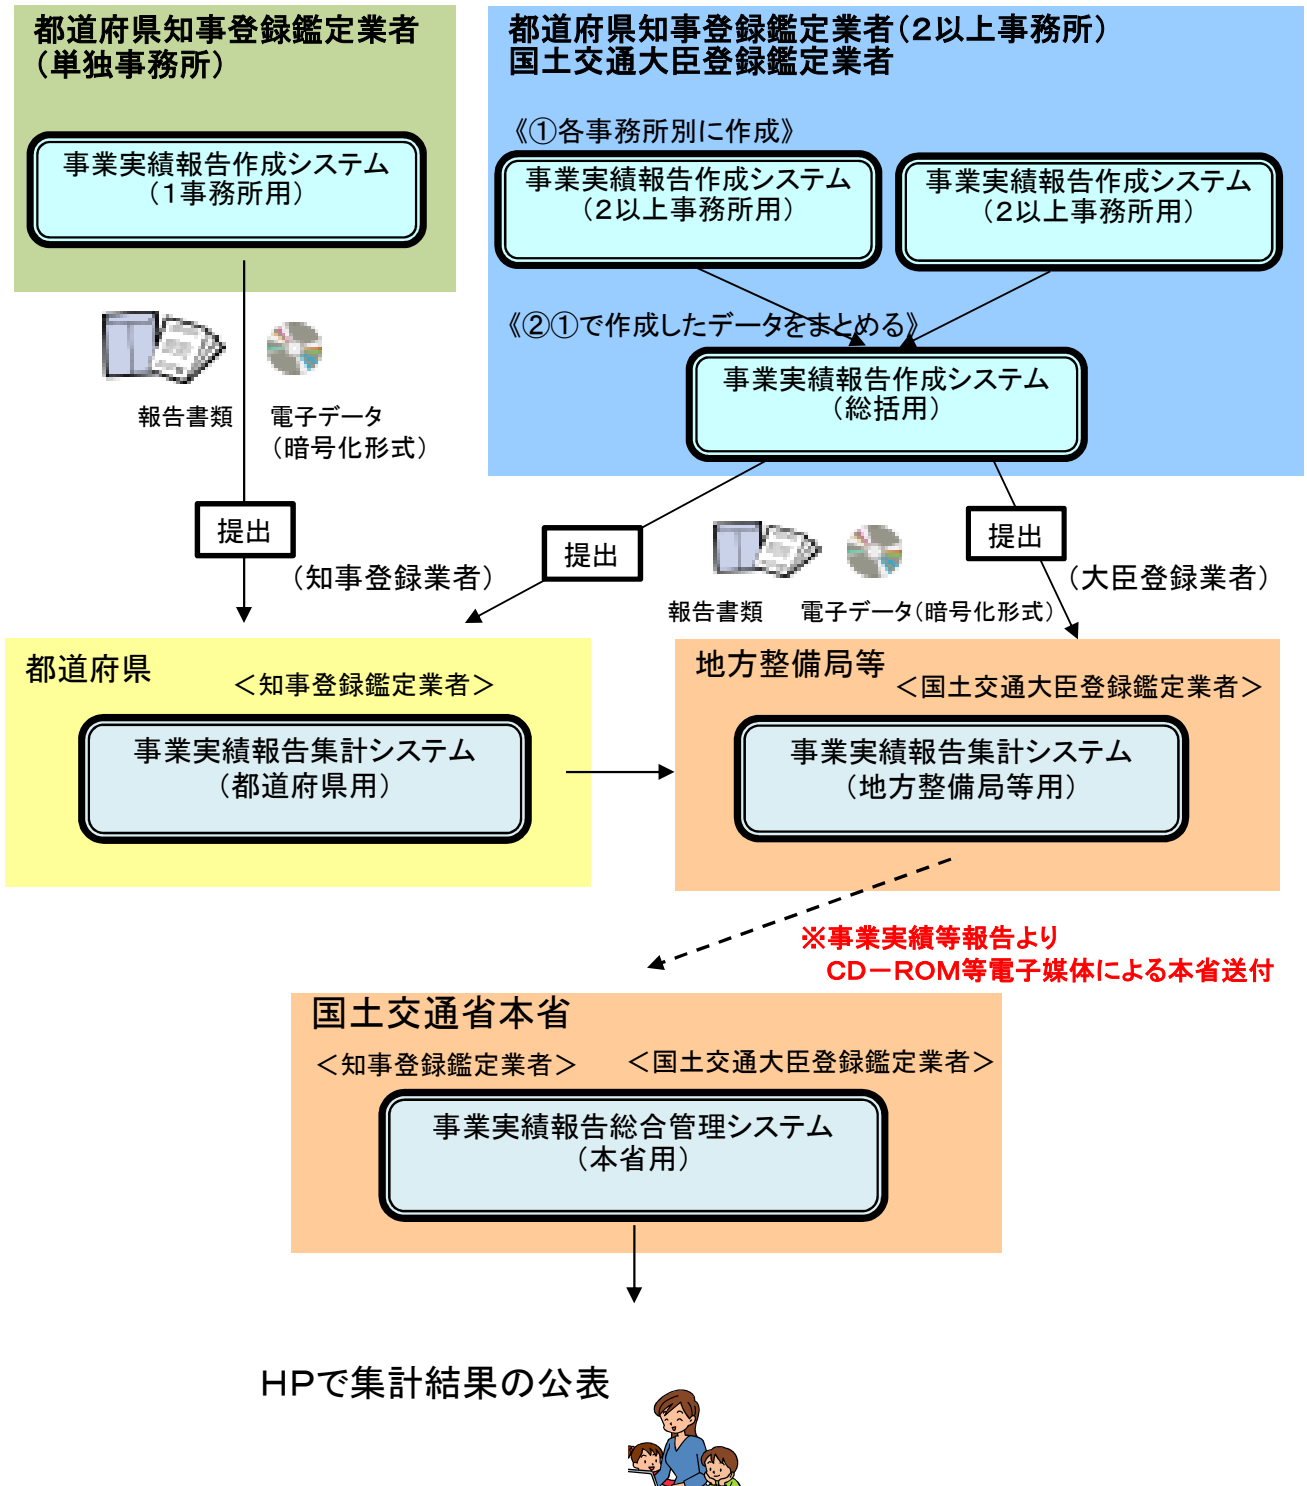 都道府県知事登録鑑定業者
（単独事務所）
事業実績報告作成システム
（１事務所用）
都道府県知事登録鑑定業者（２以上事務所）
国土交通大臣登録鑑定業者
《①各事務所別に作成》
事業実績報告作成システム
（２以上事務所用）
事業実績報告作成システム
（２以上事務所用）
《②①で作成したデータをまとめる》
事業実績報告作成システム
（総括用）
報告書類
電子データ
（暗号化形式）
提出
（知事登録業者）
提出
報告書類
電子データ（暗号化形式）
提出
（大臣登録業者）
都道府県
＜知事登録鑑定業者＞
事業実績報告集計システム
（都道府県用）
地方整備局等
＜国土交通大臣登録鑑定業者＞
事業実績報告集計システム
（地方整備局等用）
※事業実績等報告より
ＣＤ－ＲＯＭ等電子媒体による本省送付
国土交通省本省
＜知事登録鑑定業者＞
＜国土交通大臣登録鑑定業者＞
事業実績報告総合管理システム
（本省用）
ＨＰで集計結果の公表